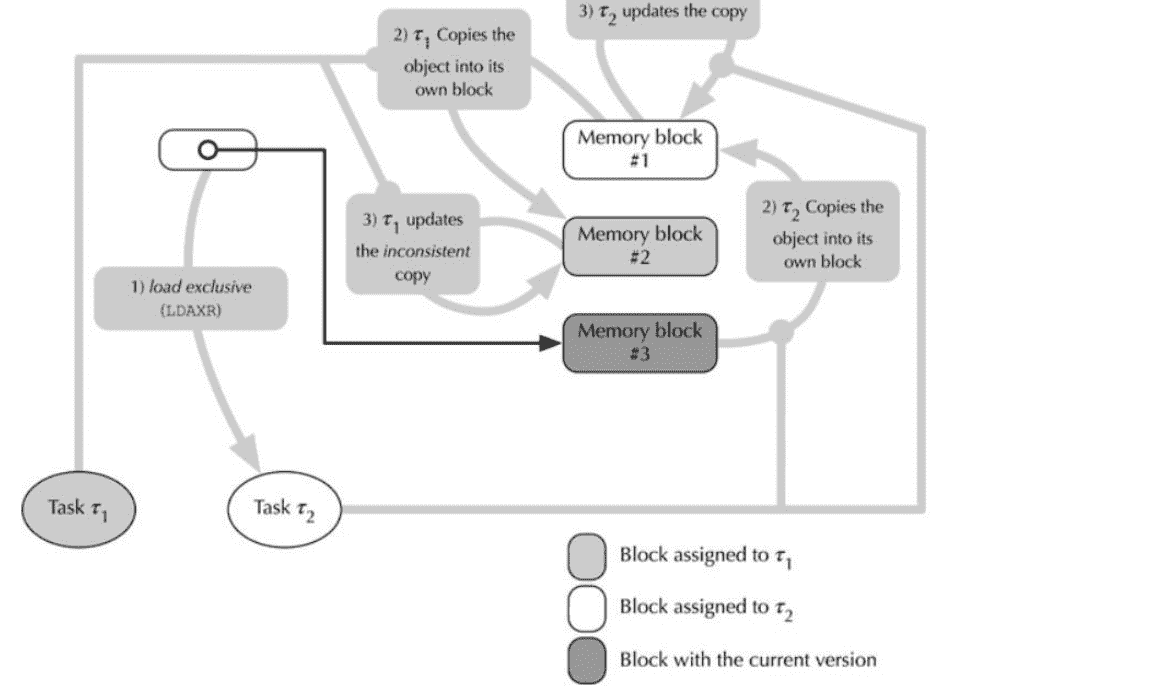 3) τ2 updates the copy
2) τ1 Copies the
object into its
own block
Memory block
#1
2) τ2 Copies the
object into its
own block
3) τ1 updates
the inconsistent
copy
Memory block
#2
1) load exclusive
(LDAXR)
Memory block
#3
Task τ1
Task τ2
Block assigned to τ1
Block assigned to τ2
Block with the current version